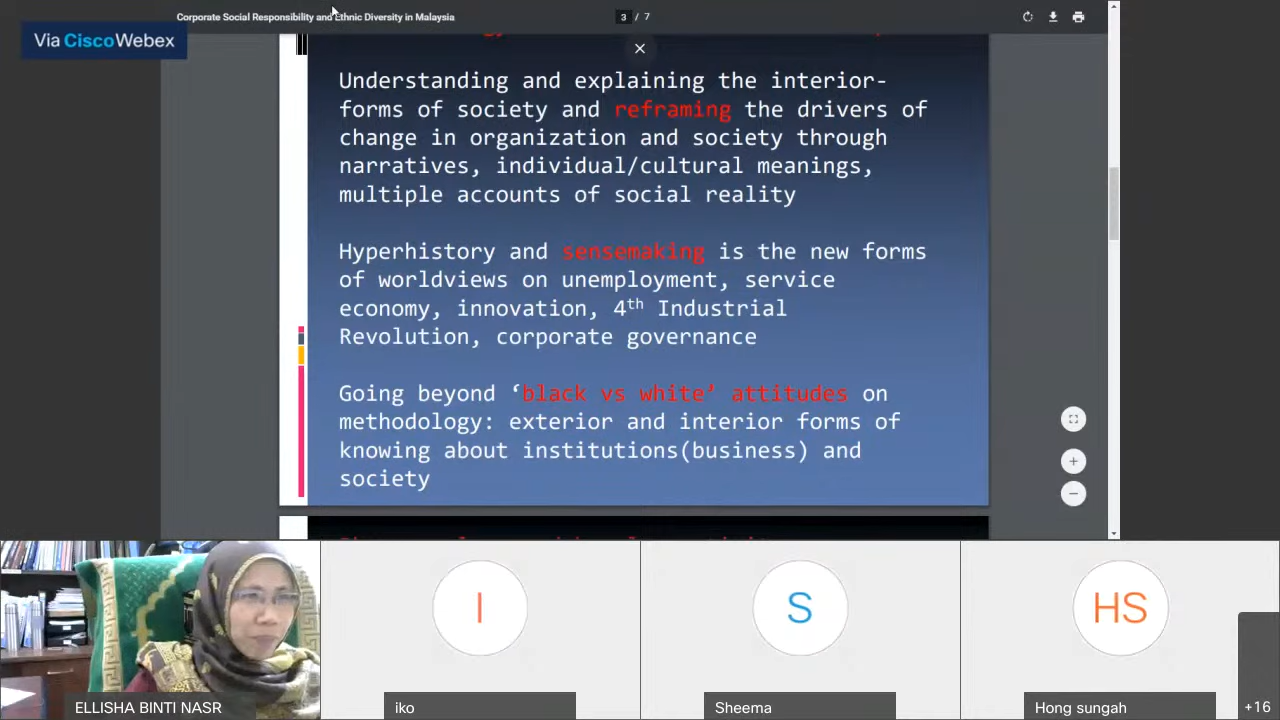 Corporate Social Responsibility and Ethnic Diversity in Malaysia
3 / 7
Via Cisco Webex
Understanding and explaining the interior-
forms of society and reframing the drivers of
change in organization and society through
narratives, individual/cultural meanings,
multiple accounts of social reality
Hyperhistory and sensemaking is the new forms
of worldviews on unemployment, service
economy, innovation, 4th Industrial
Revolution, corporate governance
Going beyond ‘black vs white’ attitudes on
methodology: exterior and interior forms of
knowing about institutions(business) and
society
I
S
HS
ELLISHA BINTI NASR
iko
Sheema
Hong sungah
+16